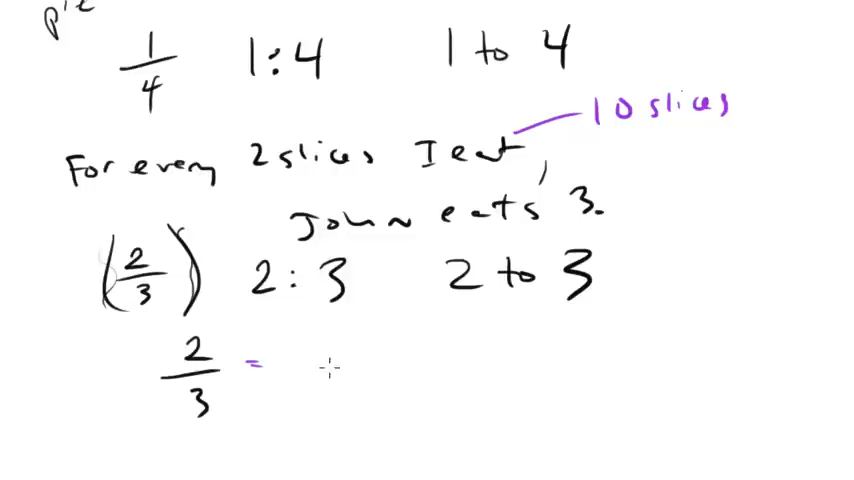 pie
1/4 1:4 1 to 4
10 slices
For every 2 slices I eat,
John eats 3.
(2/3) 2:3 2 to 3
2/3 =